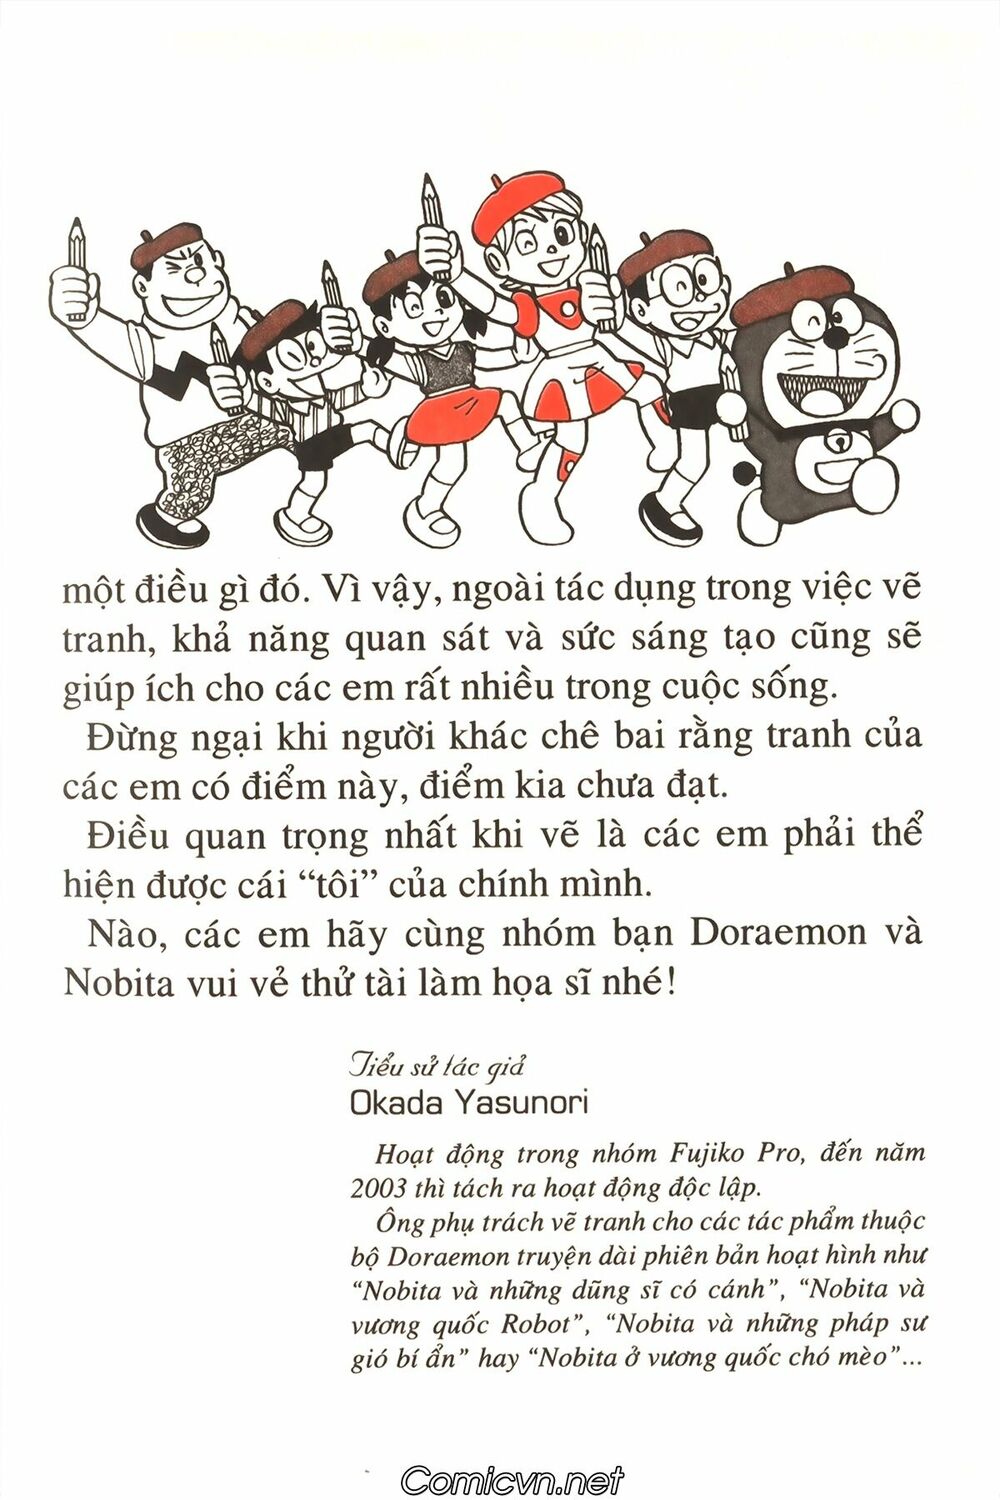 một điều gì đó. Vì vậy, ngoài tác dụng trong việc vẽ
tranh, khả năng quan sát và sức sáng tạo cũng sẽ
giúp ích cho các em rất nhiều trong cuộc sống.
Đừng ngại khi người khác chê bai rằng tranh của
các em có điểm này, điểm kia chưa đạt.
Điều quan trọng nhất khi vẽ là các em phải thể
hiện được cái “tôi” của chính mình.
Nào, các em hãy cùng nhóm bạn Doraemon và
Nobita vui vẻ thử tài làm họa sĩ nhé!
Tiểu sử tác giả
Okada Yasunori
Hoạt động trong nhóm Fujiko Pro, đến năm
2003 thì tách ra hoạt động độc lập.
Ông phụ trách vẽ tranh cho các tác phẩm thuộc
bộ Doraemon truyện dài phiên bản hoạt hình như
“Nobita và những dũng sĩ có cánh”, “Nobita và
vương quốc Robot”, “Nobita và những pháp sư
gió bí ẩn” hay “Nobita ở vương quốc chó mèo”...
Comicvn.net